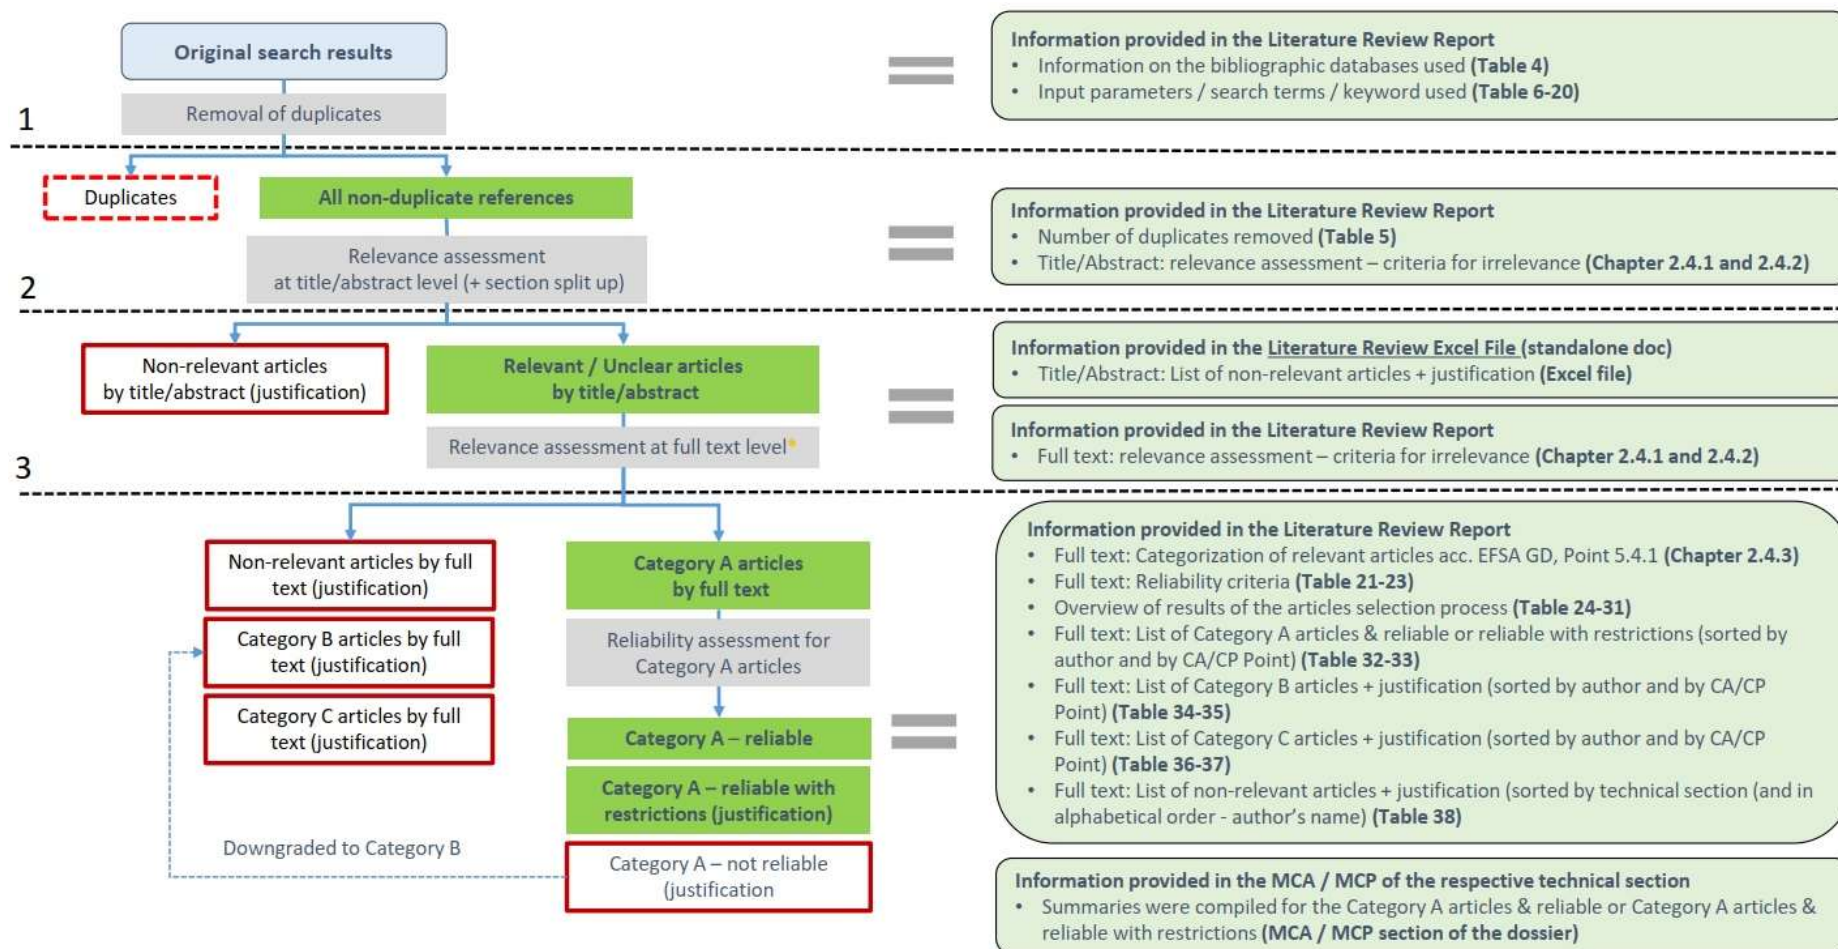 Original search results
Removal of duplicates
1
Information provided in the Literature Review Report
• Information on the bibliographic databases used (Table 4)
• Input parameters / search terms / keyword used (Table 6-20)
Duplicates
All non-duplicate references
Relevance assessment
at title/abstract level (+ section split up)
2
Information provided in the Literature Review Report
• Number of duplicates removed (Table 5)
• Title/Abstract: relevance assessment – criteria for irrelevance (Chapter 2.4.1 and 2.4.2)
Non-relevant articles
by title/abstract (justification)
Relevant / Unclear articles
by title/abstract
Relevance assessment at full text level*
3
Information provided in the Literature Review Excel File (standalone doc)
• Title/Abstract: List of non-relevant articles + justification (Excel file)
Information provided in the Literature Review Report
• Full text: relevance assessment – criteria for irrelevance (Chapter 2.4.1 and 2.4.2)
Non-relevant articles by full
text (justification)
Category B articles by full
text (justification)
Category C articles by full
text (justification)
Category A articles
by full text
Reliability assessment for
Category A articles
Category A – reliable
Category A – reliable with
restrictions (justification)
Category A – not reliable
(justification
Downgraded to Category B
Information provided in the Literature Review Report
• Full text: Categorization of relevant articles acc. EFSA GD, Point 5.4.1 (Chapter 2.4.3)
• Full text: Reliability criteria (Table 21-23)
• Overview of results of the articles selection process (Table 24-31)
• Full text: List of Category A articles & reliable or reliable with restrictions (sorted by
author and by CA/CP Point) (Table 32-33)
• Full text: List of Category B articles + justification (sorted by author and by CA/CP
Point) (Table 34-35)
• Full text: List of Category C articles + justification (sorted by author and by CA/CP
Point) (Table 36-37)
• Full text: List of non-relevant articles + justification (sorted by technical section (and in
alphabetical order - author's name) (Table 38)
Information provided in the MCA / MCP of the respective technical section
• Summaries were compiled for the Category A articles & reliable or Category A articles &
reliable with restrictions (MCA / MCP section of the dossier)